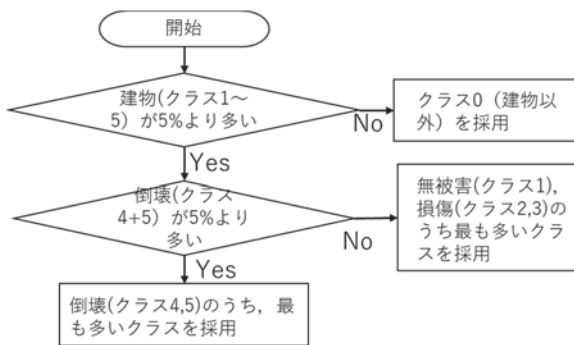 開始
建物(クラス1～
5）が5%より多い
No
クラス0（建物以
外）を採用
Yes
倒壊(クラス
4+5）が5%より
多い
No
無被害(クラス1),
損傷(クラス2,3)の
うち最も多いクラ
スを採用
Yes
倒壊(クラス4,5)のうち，最
も多いクラスを採用